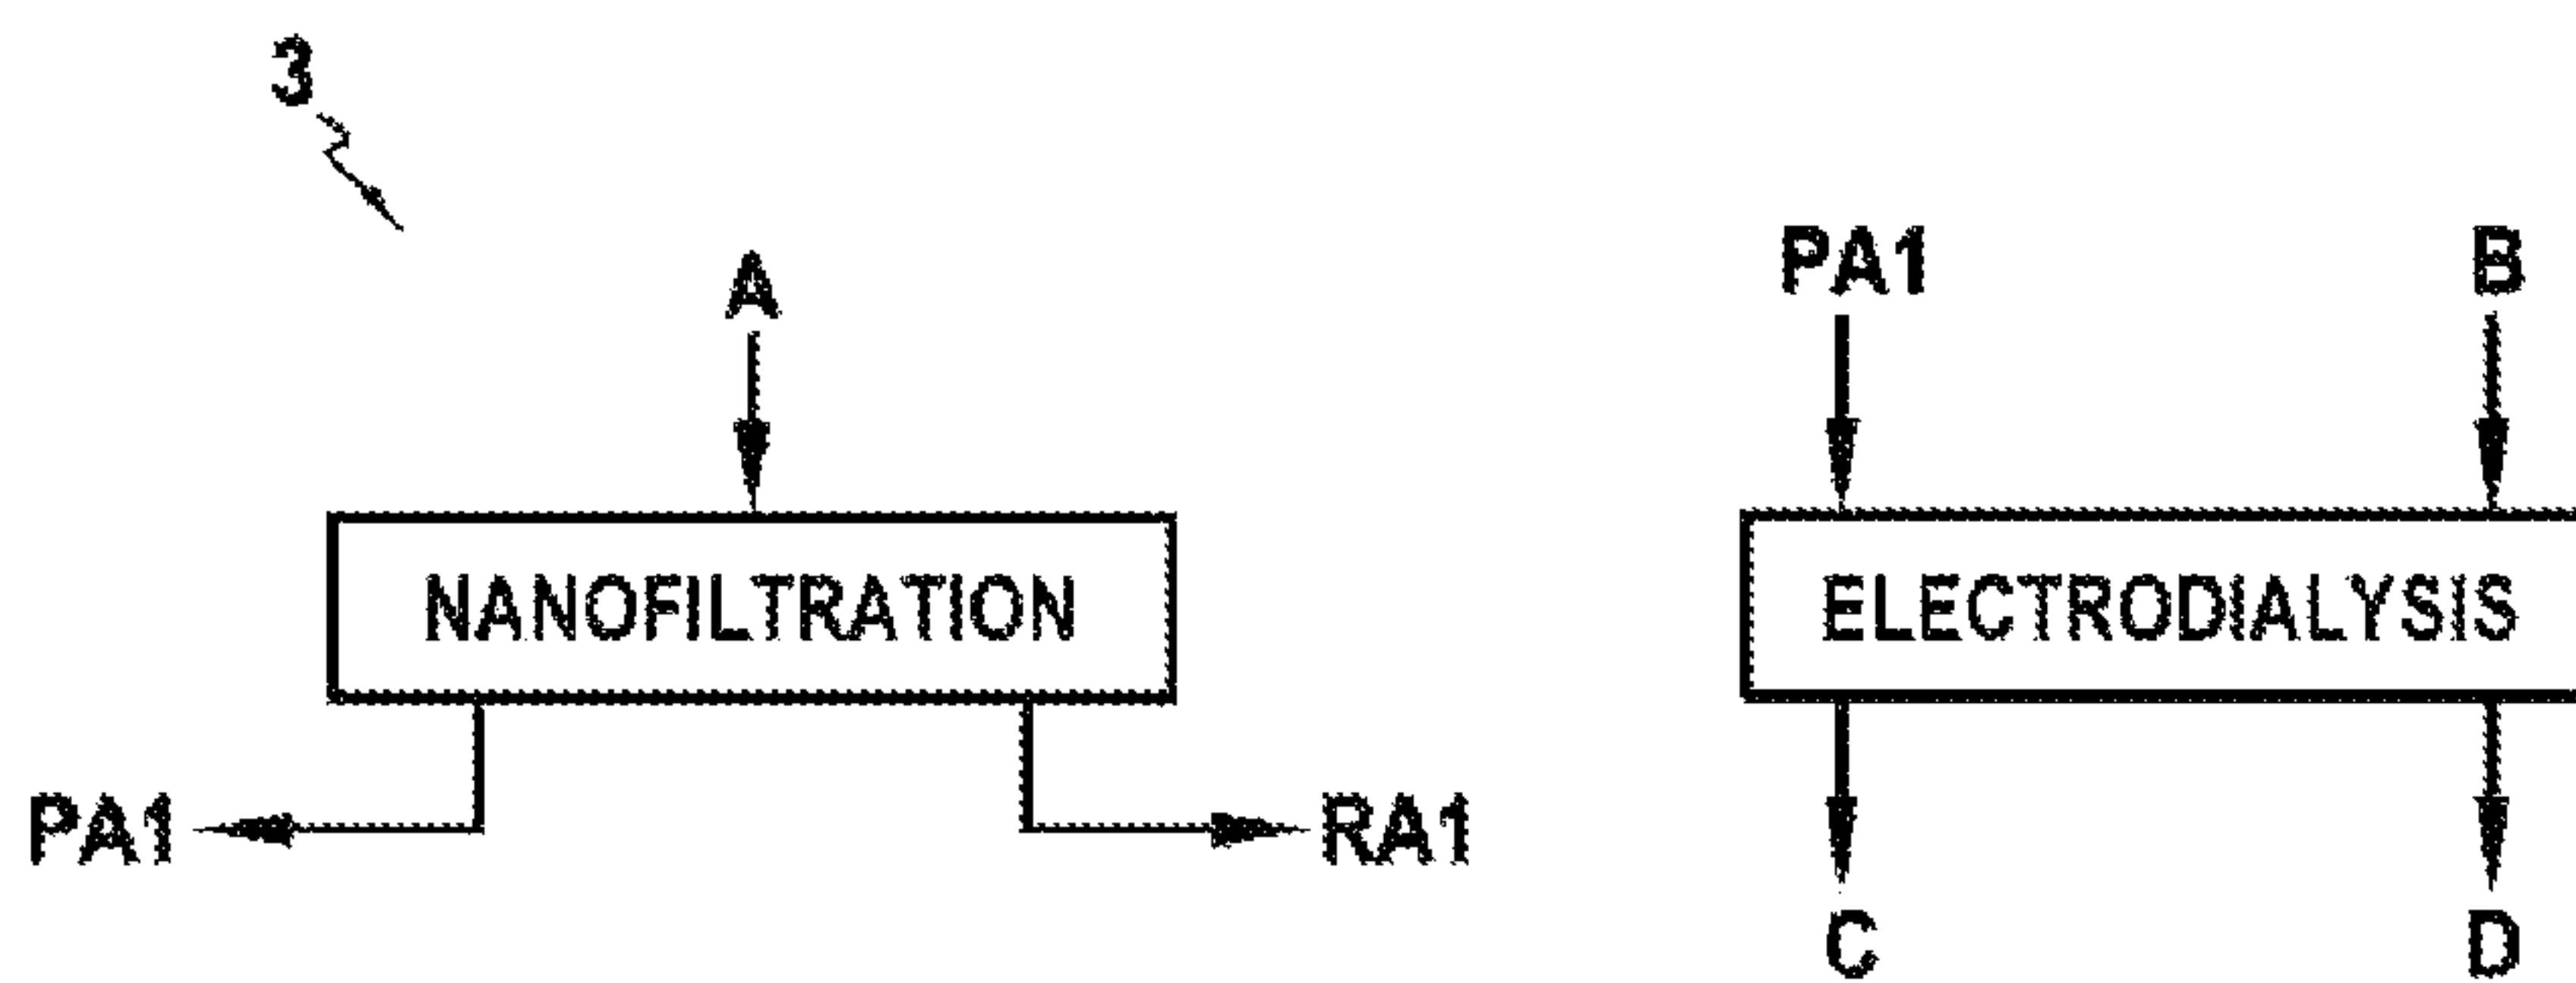 3
A
PA1 B
NANOFILTRATION
ELECTRODIALYSIS
PA1
RA1
C D